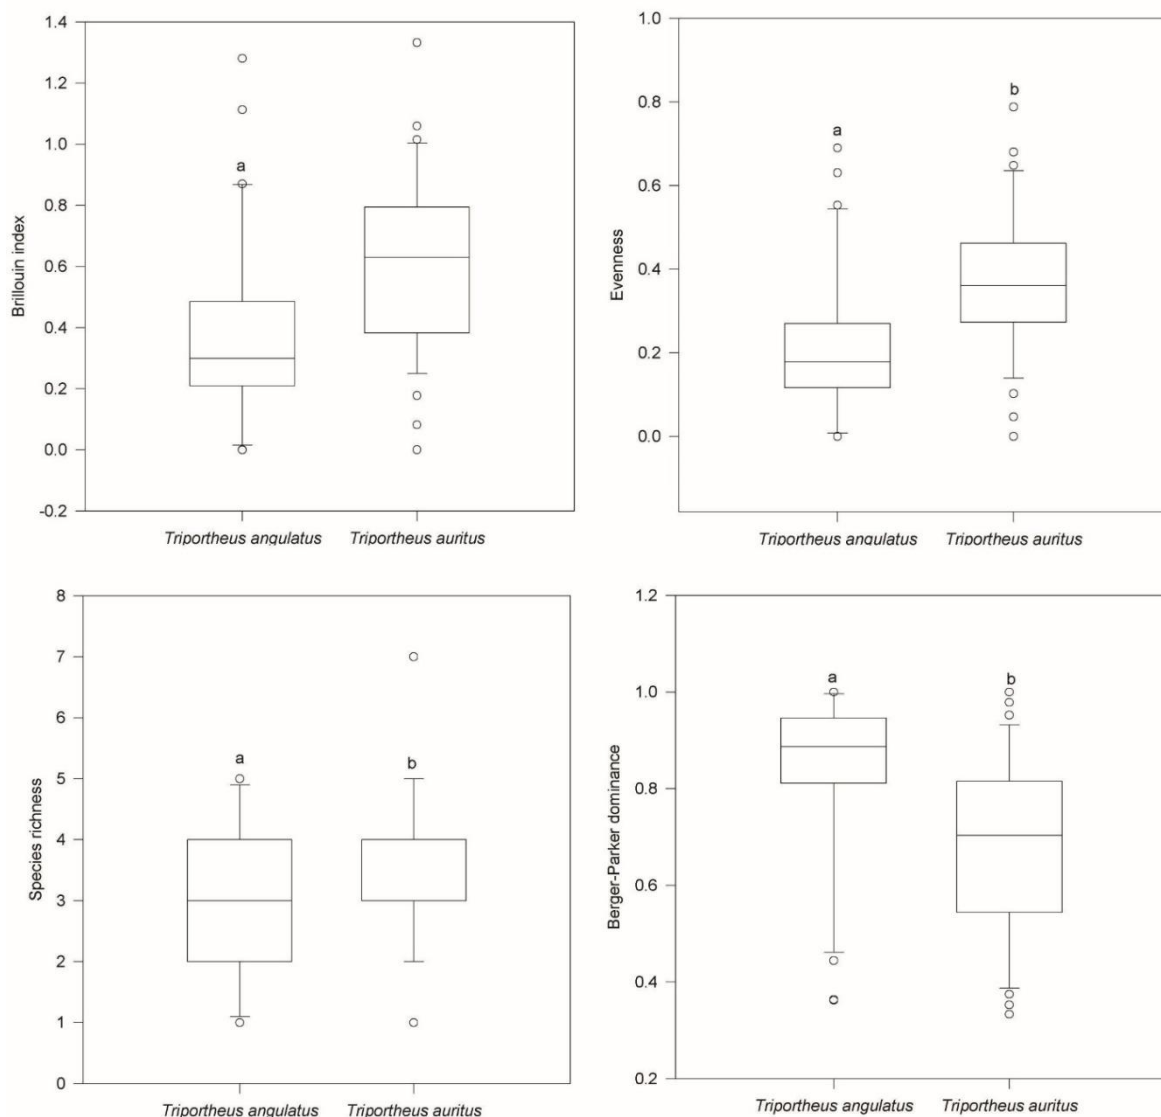 1.4
1.2
1.0
0.8
0.6
0.4
0.2
0.0
-0.2
Brillouin index
a
Triportheus angulatus Triportheus auritus
1.0
0.8
0.6
0.4
0.2
0.0
Evenness
a
b
Triportheus angulatus Triportheus auritus
8
7
6
5
4
3
2
1
0
Species richness
a
b
Triportheus angulatus Triportheus auritus
1.2
1.0
0.8
0.6
0.4
0.2
Berger-Parker dominance
a
b
Triportheus angulatus Triportheus auritus